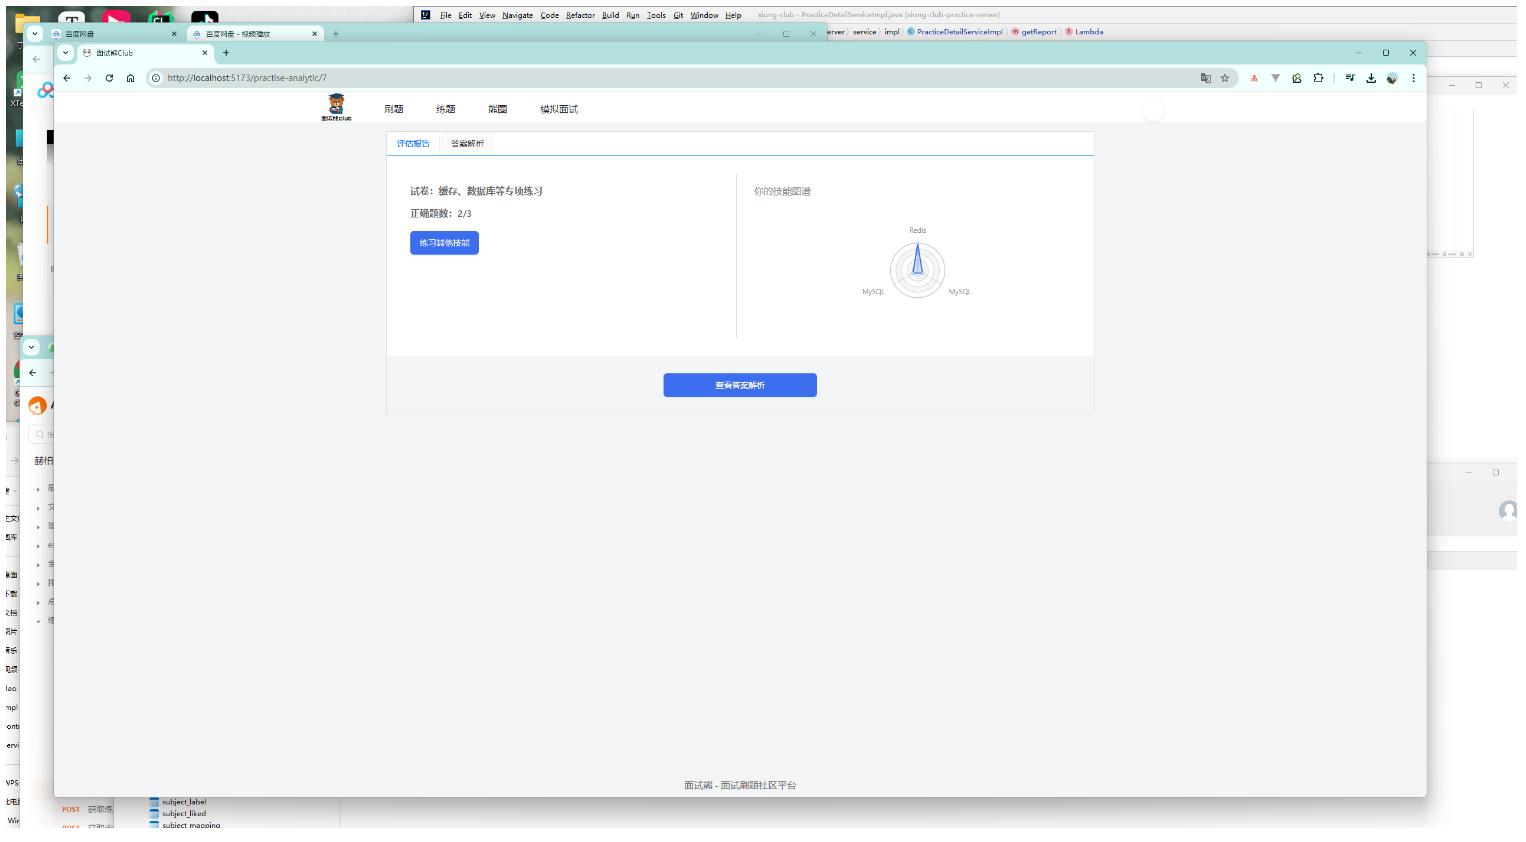 File Edit View Navigate Code Refactor Build Run Tools Git Window Help xiong-club - PracticeDetailServiceImpl.java [xiong-club-practice-server]
百度网盘
百度网盘 - 视频播放
service impl PracticeDetailServiceImpl getReport Lambda
面试熊Club
http://localhost:5173/practise-analytic/7
面试熊Club
刷题 练题 熊圈 模拟面试
评估报告 答案解析
试卷：缓存、数据库等专项练习
正确题数：2/3
练习其他技能
你的技能图谱
Redis
MySQL MySQL
查看答案解析
面试熊 - 面试刷题社区平台
POST 获取练
subject_label
subject_liked
subject_mapping